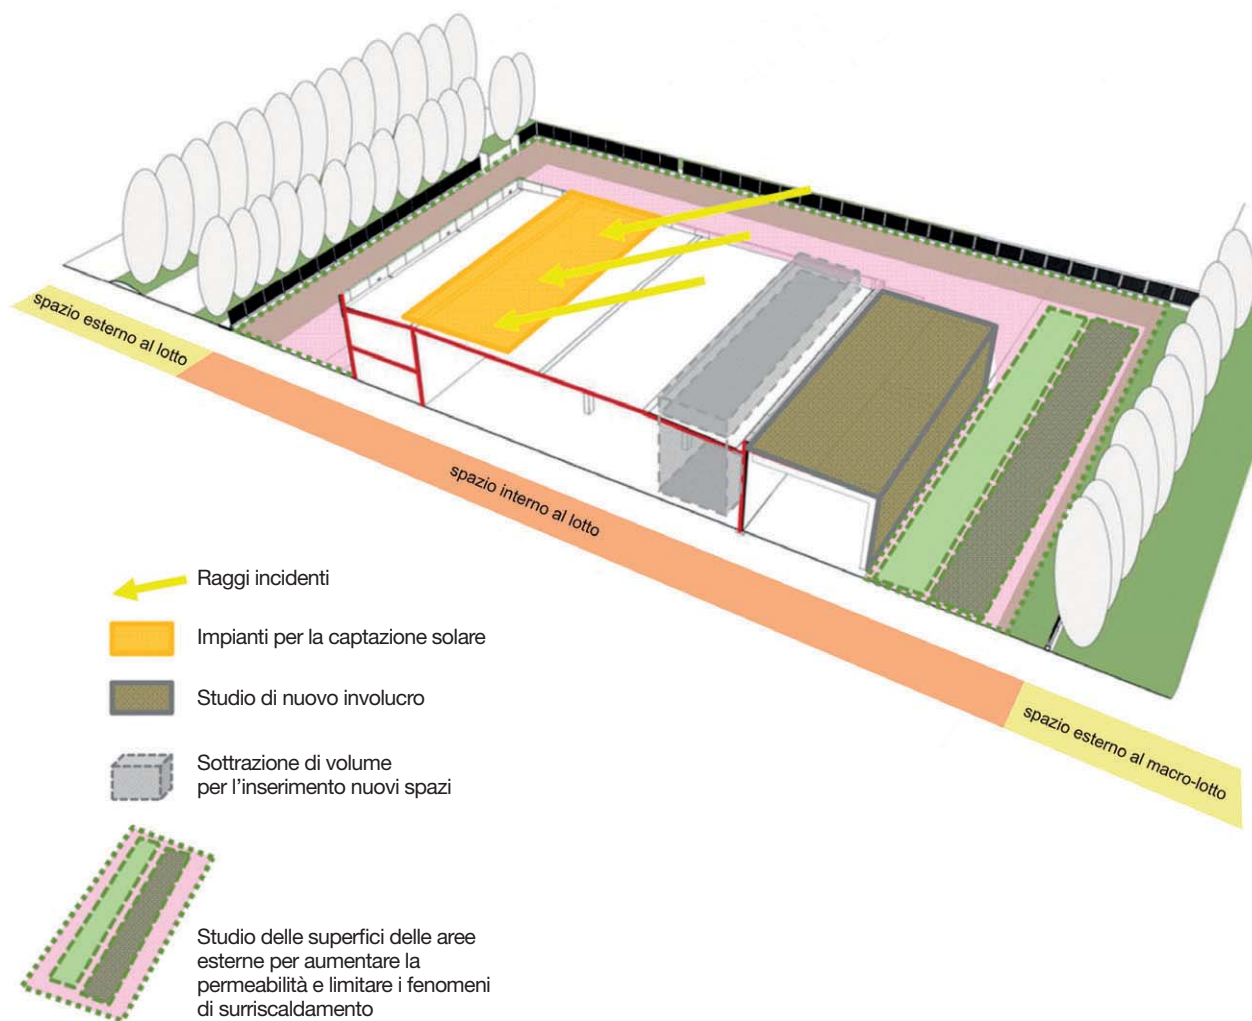 spazio esterno al lotto
spazio interno al lotto
spazio esterno al macro-lotto
Raggi incidenti
Impianti per la captazione solare
Studio di nuovo involucro
Sottrazione di volume
per l'inserimento nuovi spazi
Studio delle superfici delle aree
esterne per aumentare la
permeabilità e limitare i fenomeni
di surriscaldamento